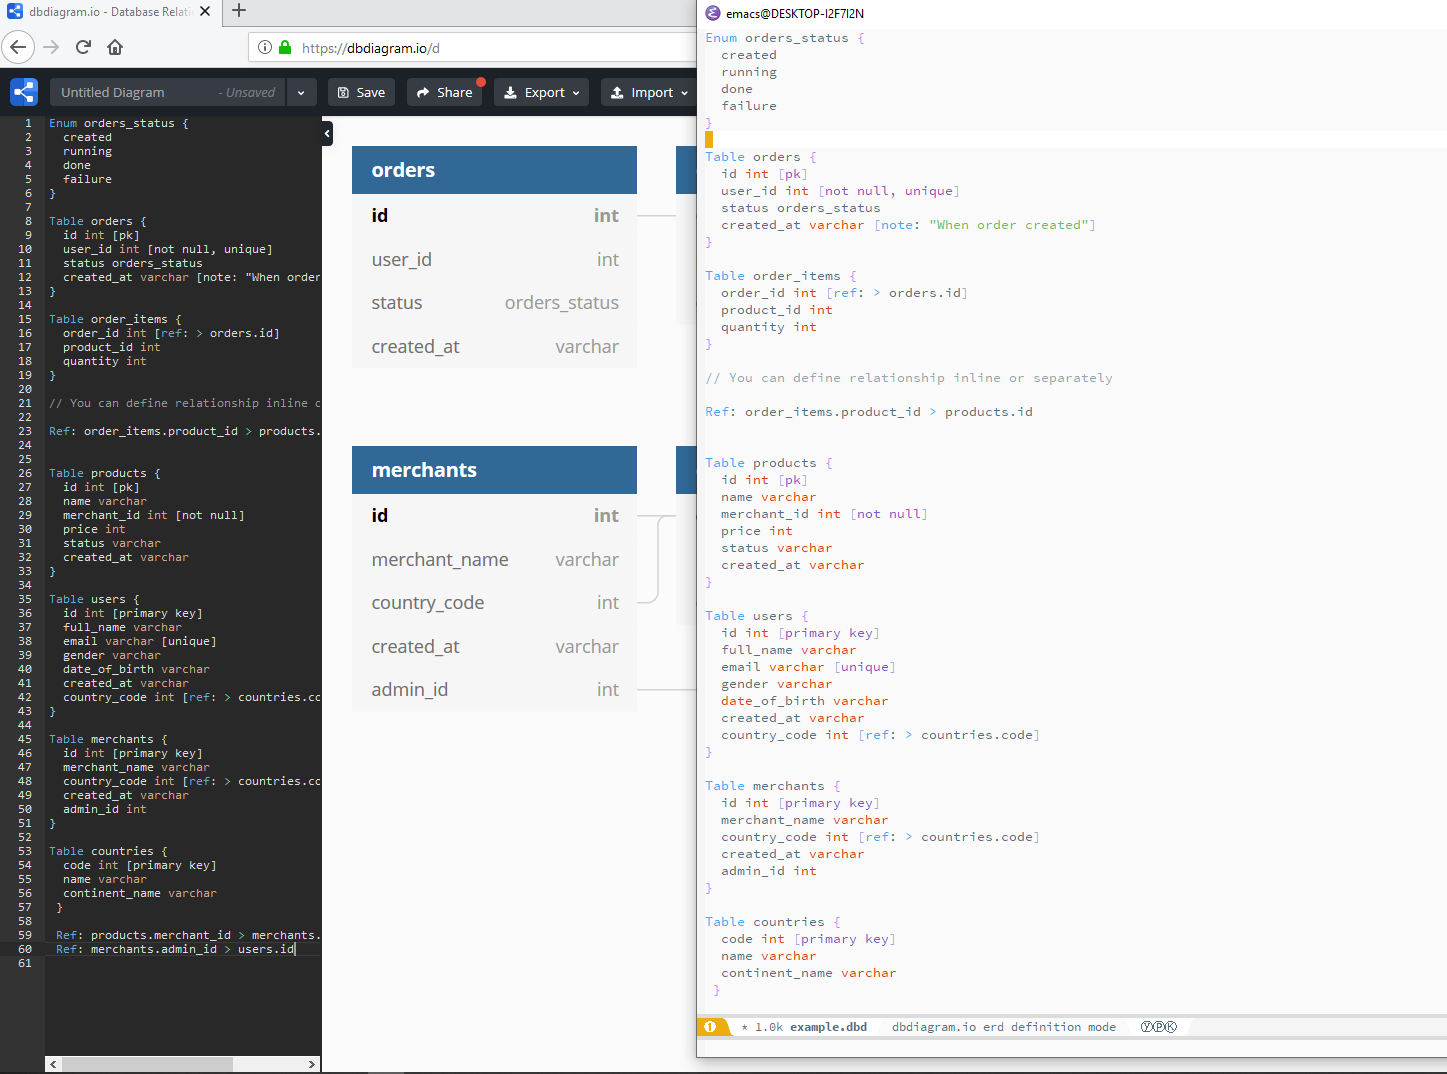 dbdiagram.io - Database Relati
https://dbdiagram.io/d
Untitled Diagram
- Unsaved
Save
Share
Export
Import
1 Enum orders_status {
2 created
3 running
4 done
5 failure
6 }
7
8 Table orders {
9 id int [pk]
10 user_id int [not null, unique]
11 status orders_status
12 created_at varchar [note: "When order
13 }
14
15 Table order_items {
16 order_id int [ref: > orders.id]
17 product_id int
18 quantity int
19 }
20
21 // You can define relationship inline o
22
23 Ref: order_items.product_id > products.
24
25
26 Table products {
27 id int [pk]
28 name varchar
29 merchant_id int [not null]
30 price int
31 status varchar
32 created_at varchar
33 }
34
35 Table users {
36 id int [primary key]
37 full_name varchar
38 email varchar [unique]
39 gender varchar
40 date_of_birth varchar
41 created_at varchar
42 country_code int [ref: > countries.co
43 }
44
45 Table merchants {
46 id int [primary key]
47 merchant_name varchar
48 country_code int [ref: > countries.co
49 created_at varchar
50 admin_id int
51 }
52
53 Table countries {
54 code int [primary key]
55 name varchar
56 continent_name varchar
57 }
58
59 Ref: products.merchant_id > merchants.
60 Ref: merchants.admin_id > users.id
61
orders
id int
user_id int
status orders_status
created_at varchar
merchants
id int
merchant_name varchar
country_code int
created_at varchar
admin_id int
emacs@DESKTOP-I2F7I2N
Enum orders_status {
created
running
done
failure
}
Table orders {
id int [pk]
user_id int [not null, unique]
status orders_status
created_at varchar [note: "When order created"]
}
Table order_items {
order_id int [ref: > orders.id]
product_id int
quantity int
}
// You can define relationship inline or separately
Ref: order_items.product_id > products.id
Table products {
id int [pk]
name varchar
merchant_id int [not null]
price int
status varchar
created_at varchar
}
Table users {
id int [primary key]
full_name varchar
email varchar [unique]
gender varchar
date_of_birth varchar
created_at varchar
country_code int [ref: > countries.code]
}
Table merchants {
id int [primary key]
merchant_name varchar
country_code int [ref: > countries.code]
created_at varchar
admin_id int
}
Table countries {
code int [primary key]
name varchar
continent_name varchar
}
❶ * 1.0k example.dbd dbdiagram.io erd definition mode ⓨⓅⓀ